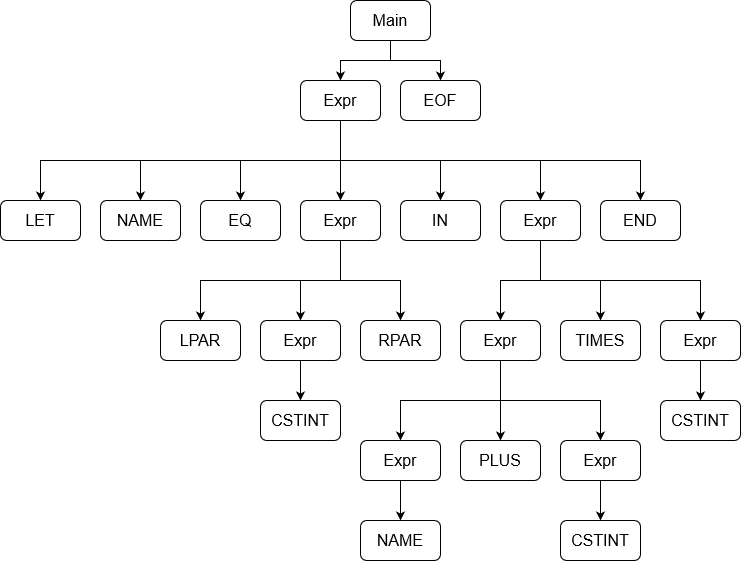 Main
Expr EOF
LET NAME EQ Expr IN Expr END
LPAR Expr RPAR Expr TIMES Expr
CSTINT CSTINT
Expr PLUS Expr
NAME CSTINT